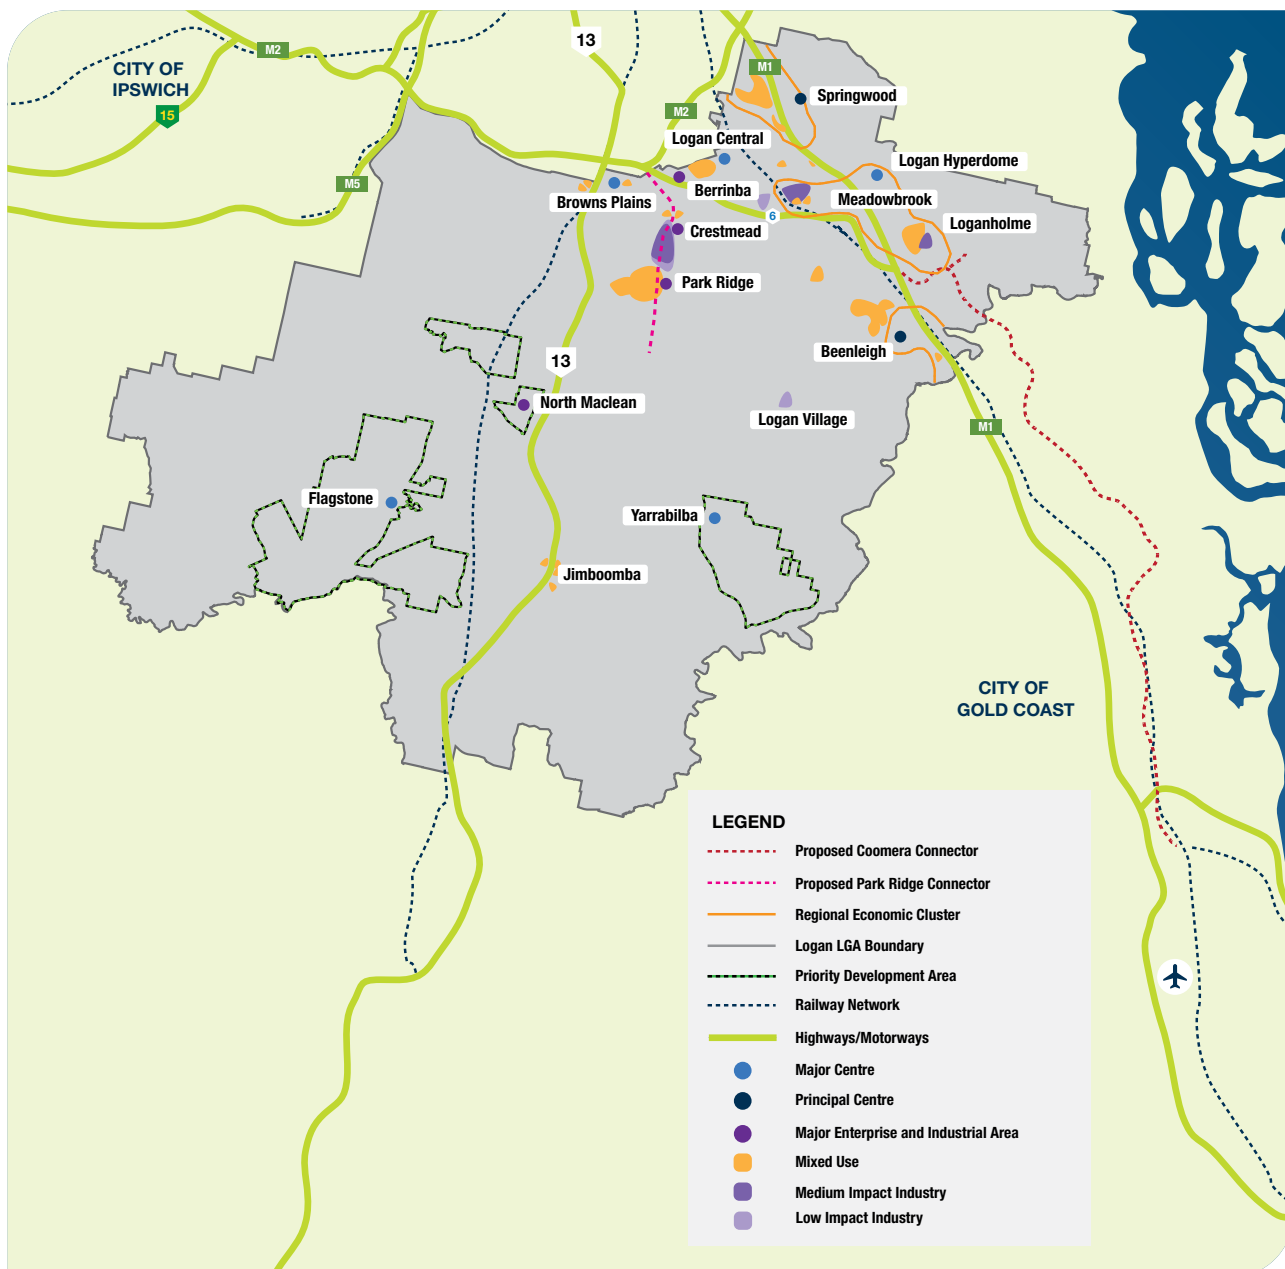 13
M2
CITY OF
IPSWICH
15
M1
Springwood
M2
Logan Central
Logan Hyperdome
M5
Berrinba
Browns Plains
Meadowbrook
6
Loganholme
Crestmead
Park Ridge
Beenleigh
13
North Maclean
Logan Village
M1
Flagstone
Yarrabilba
Jimboomba
CITY OF
GOLD COAST
LEGEND
Proposed Coomera Connector
Proposed Park Ridge Connector
Regional Economic Cluster
Logan LGA Boundary
Priority Development Area
Railway Network
Highways/Motorways
Major Centre
Principal Centre
Major Enterprise and Industrial Area
Mixed Use
Medium Impact Industry
Low Impact Industry